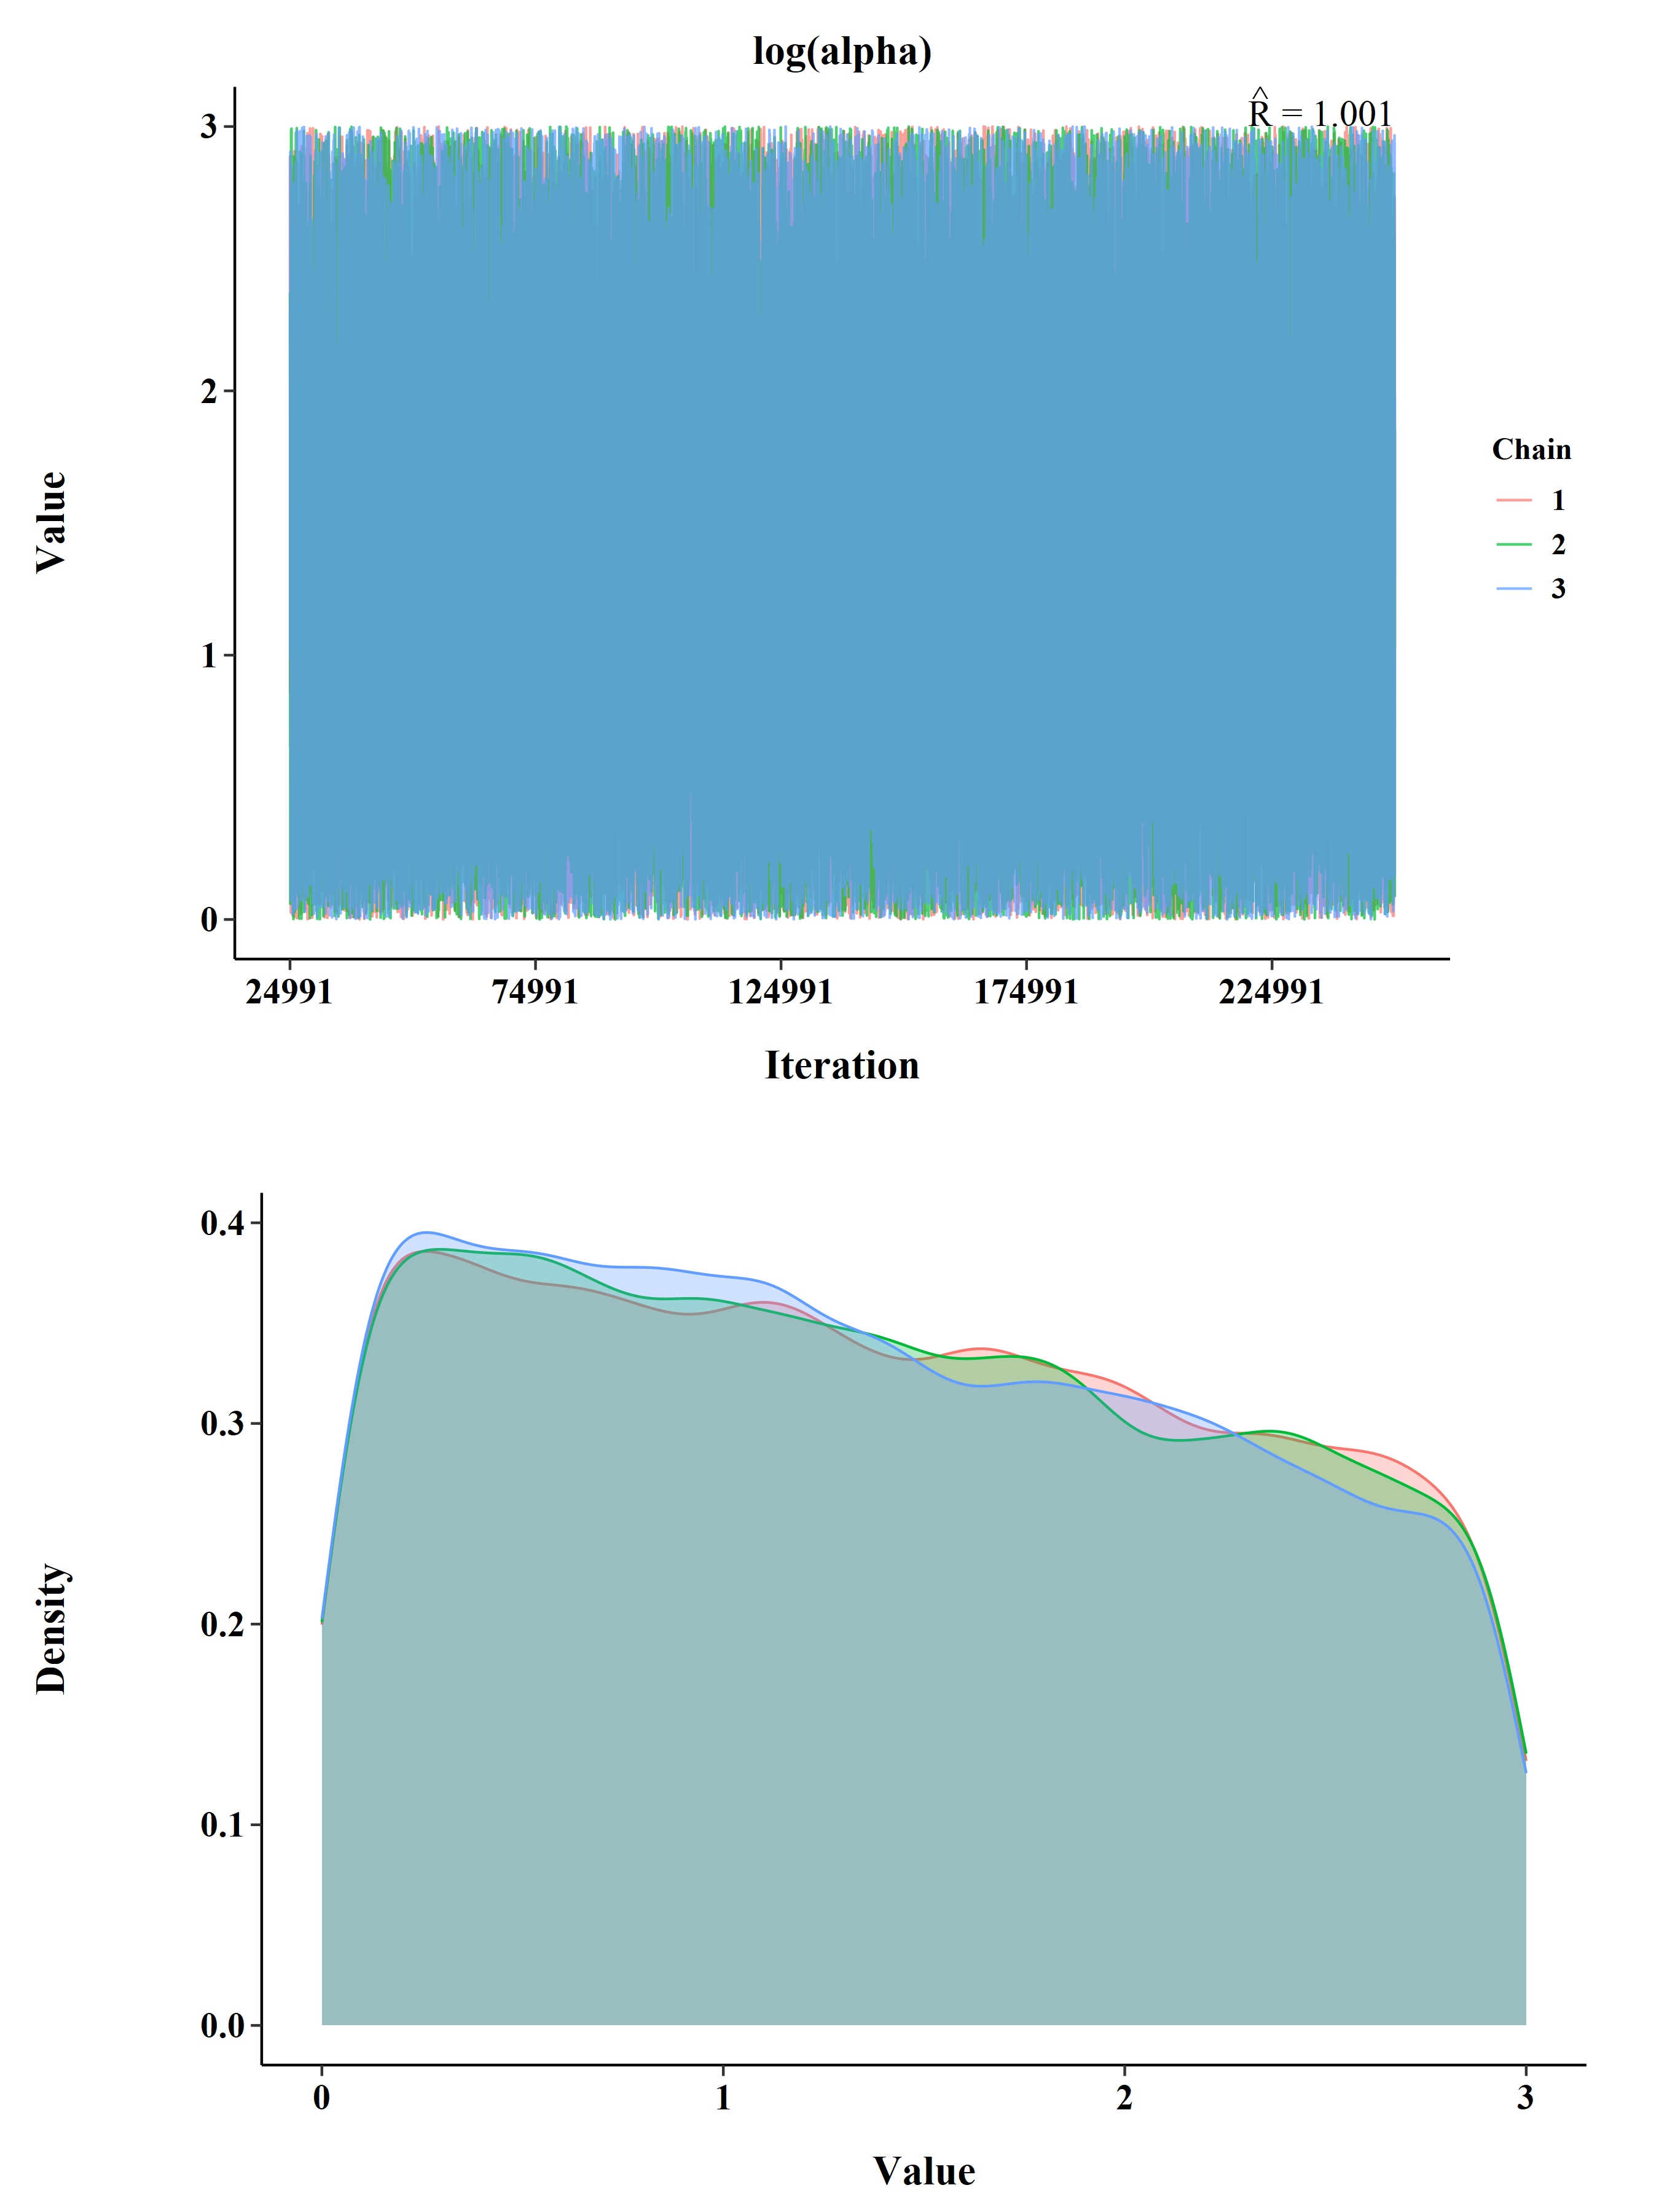 log(alpha)
R̂ = 1.001
3
2
1
0
Value
24991 74991 124991 174991 224991
Iteration
Chain
1
2
3
0.4
0.3
0.2
0.1
0.0
Density
0 1 2 3
Value